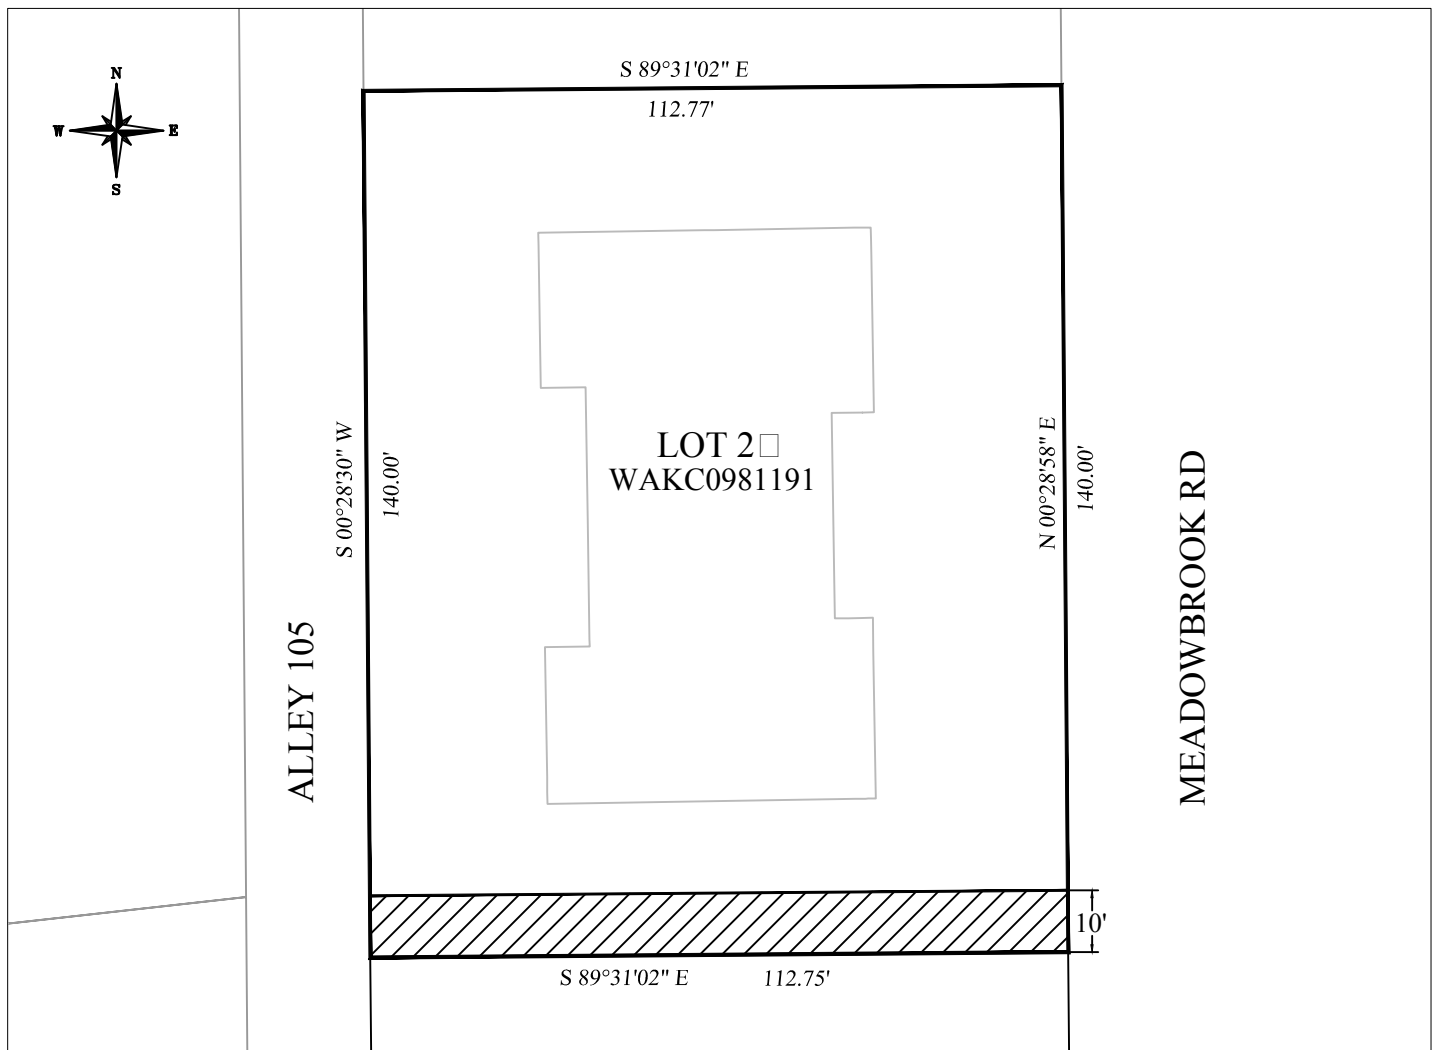 N
W E
S
S 89°31'02" E
112.77'
S 00°28'30" W
140.00'
LOT 2□
WAKC0981191
N 00°28'58" E
140.00'
ALLEY 105
MEADOWBROOK RD
10'
S 89°31'02" E 112.75'